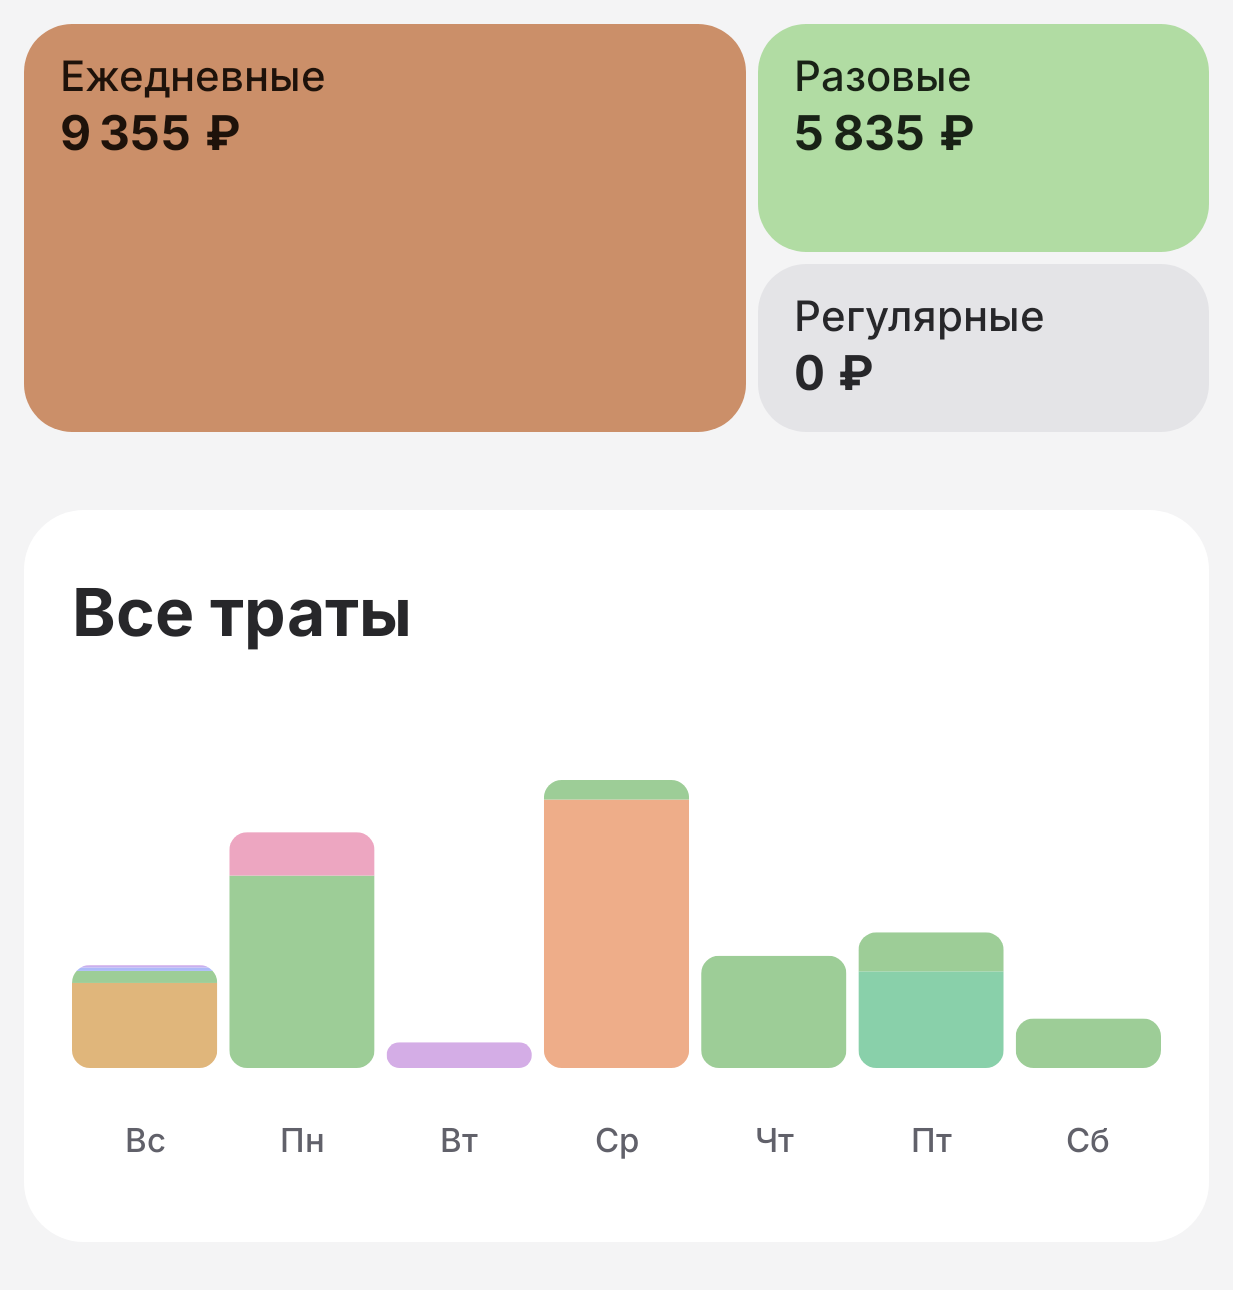 Ежедневные
9 355 ₽
Разовые
5 835 ₽
Регулярные
0 ₽
Все траты
Вс Пн Вт Ср Чт Пт Сб